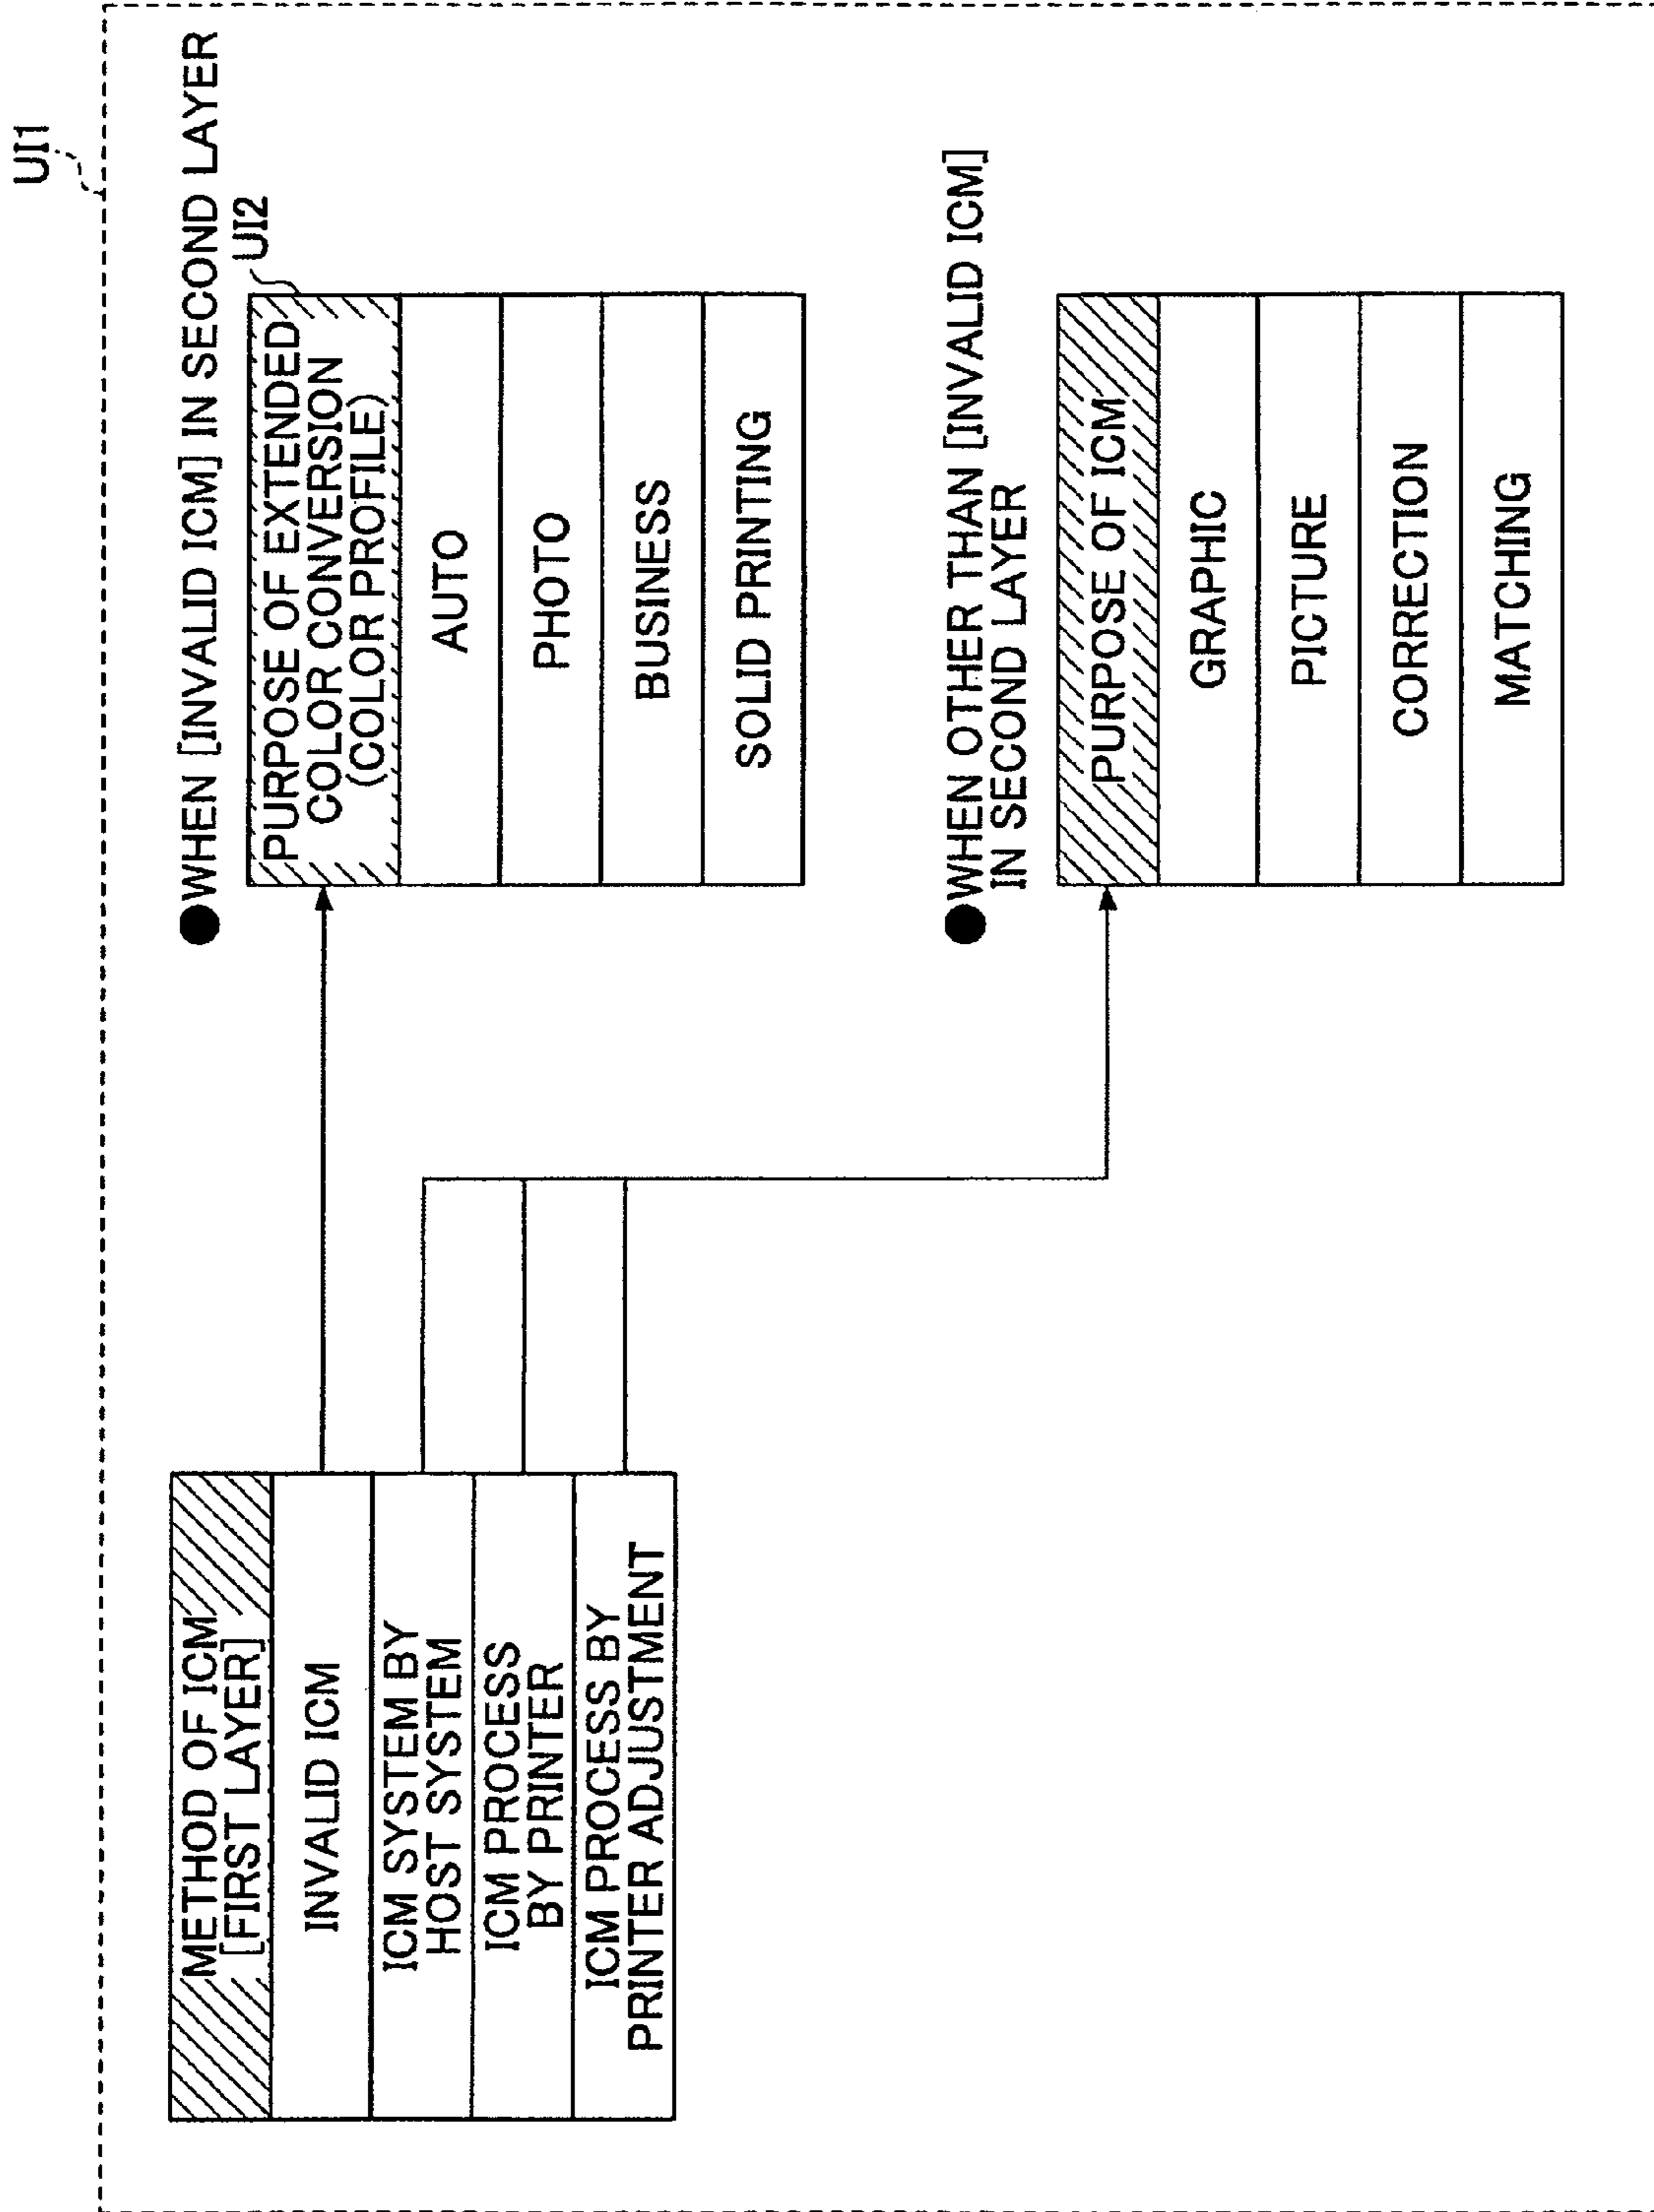 UI1
METHOD OF ICM
[FIRST LAYER]
INVALID ICM
ICM SYSTEM BY
HOST SYSTEM
ICM PROCESS
BY PRINTER
ICM PROCESS BY
PRINTER ADJUSTMENT
●WHEN [INVALID ICM] IN SECOND LAYER
UI2
PURPOSE OF EXTENDED
COLOR CONVERSION
(COLOR PROFILE)
AUTO
PHOTO
BUSINESS
SOLID PRINTING
●WHEN OTHER THAN [INVALID ICM]
IN SECOND LAYER
PURPOSE OF ICM
GRAPHIC
PICTURE
CORRECTION
MATCHING